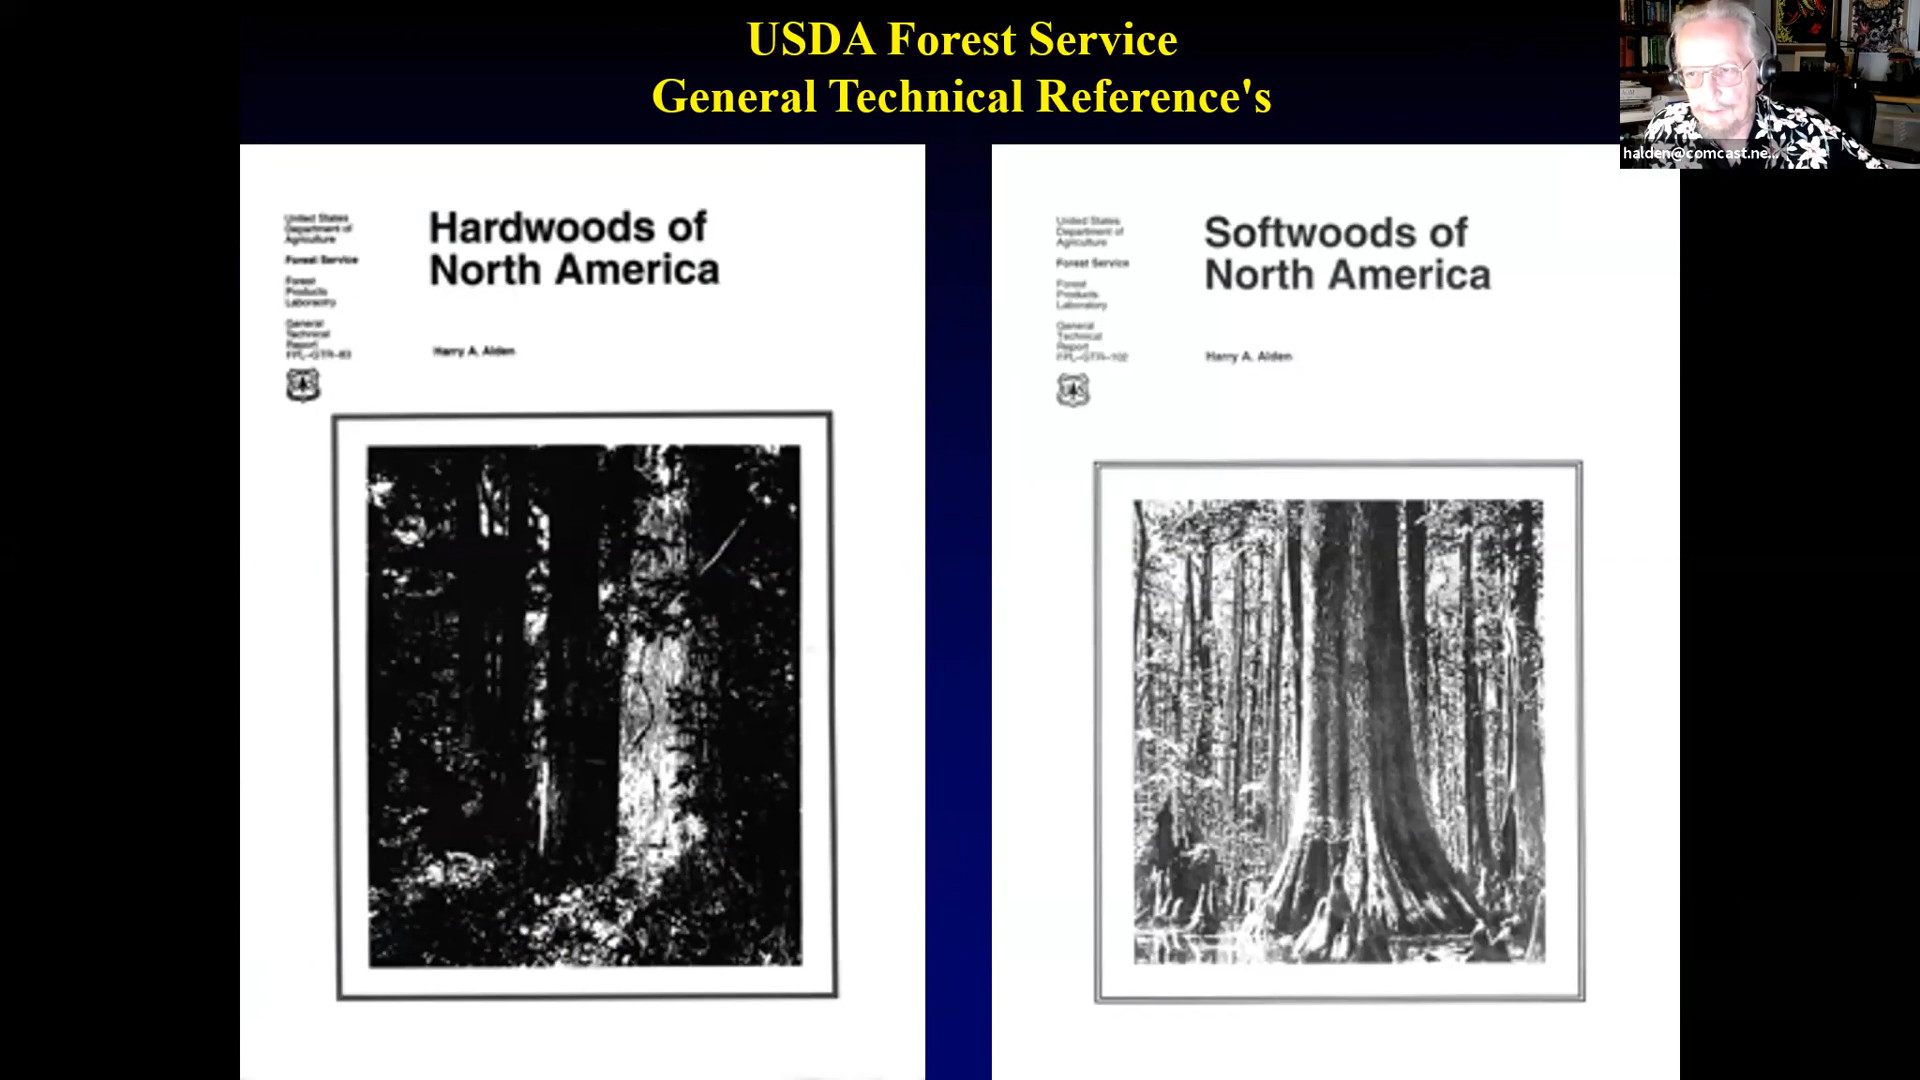 USDA Forest Service
General Technical Reference's
halden@comcast.ne...
United States
Department of
Agriculture
Forest Service
Forest
Products
Laboratory
General
Technical
Report
FPL–GTR–83
Hardwoods of
North America
Harry A. Alden
United States
Department of
Agriculture
Forest Service
Forest
Products
Laboratory
General
Technical
Report
FPL–GTR–102
Softwoods of
North America
Harry A. Alden